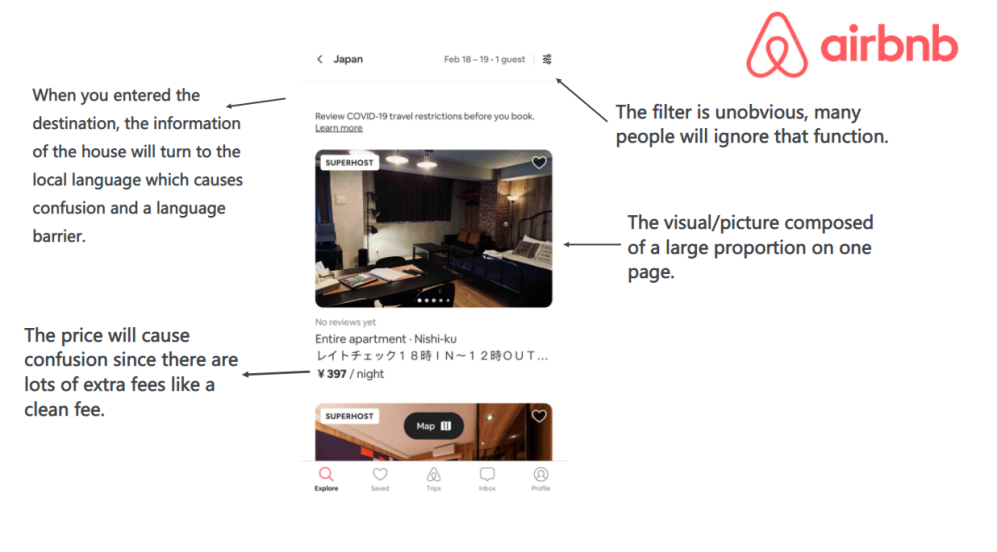 airbnb
Japan
Feb 18 – 19 · 1 guest
When you entered the
destination, the information
of the house will turn to the
local language which causes
confusion and a language
barrier.
The filter is unobvious, many
people will ignore that function.
Review COVID-19 travel restrictions before you book.
Learn more
SUPERHOST
The visual/picture composed
of a large proportion on one
page.
The price will cause
confusion since there are
lots of extra fees like a
clean fee.
No reviews yet
Entire apartment · Nishi-ku
レイトチェック１８時ＩＮ～１２時ＯＵＴ...
¥ 397 / night
SUPERHOST
Map
Explore
Saved
Trips
Inbox
Profile